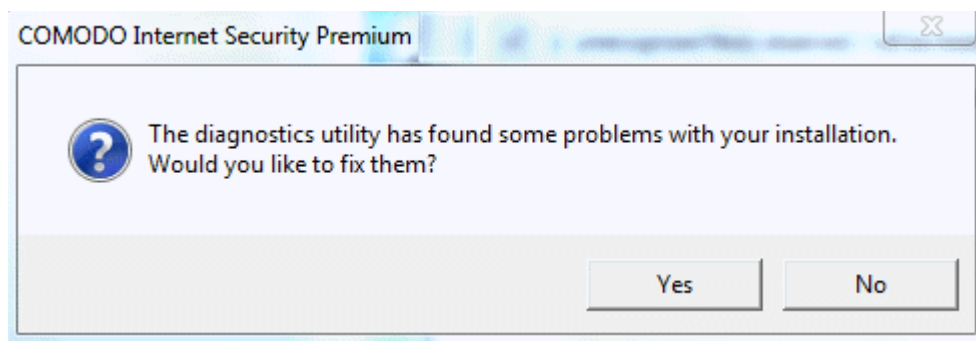 COMODO Internet Security Premium
The diagnostics utility has found some problems with your installation.
Would you like to fix them?
Yes No